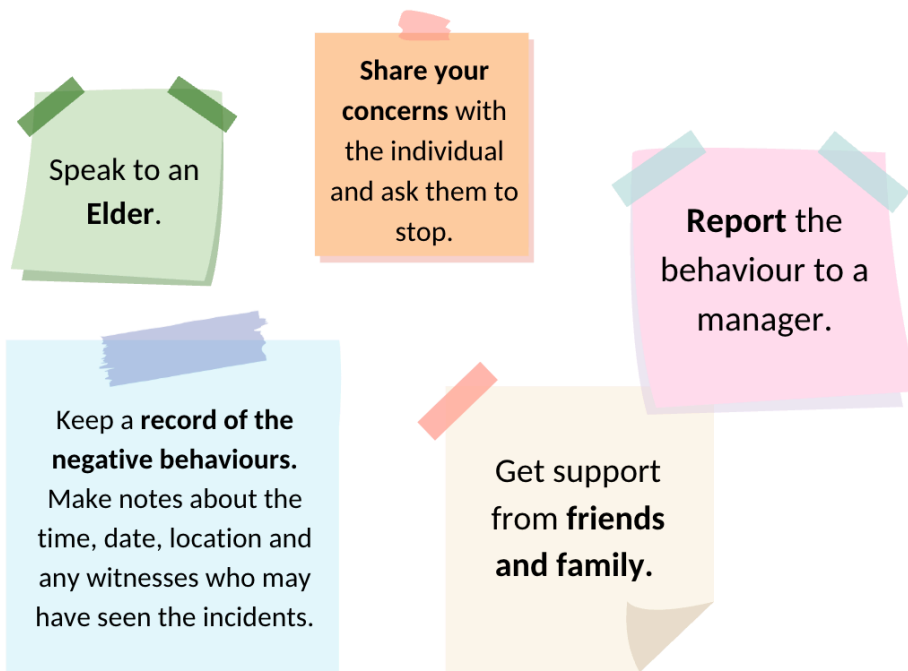 Speak to an
Elder.
Share your
concerns with
the individual
and ask them to
stop.
Report the
behaviour to a
manager.
Keep a record of the
negative behaviours.
Make notes about the
time, date, location and
any witnesses who may
have seen the incidents.
Get support
from friends
and family.